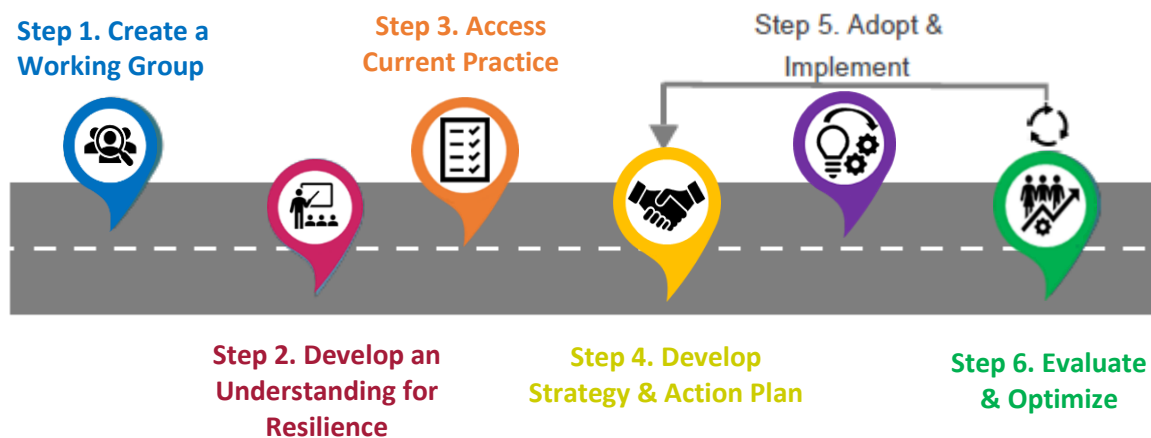 Step 1. Create a
Working Group
Step 2. Develop an
Understanding for
Resilience
Step 3. Access
Current Practice
Step 4. Develop
Strategy & Action Plan
Step 5. Adopt &
Implement
Step 6. Evaluate
& Optimize